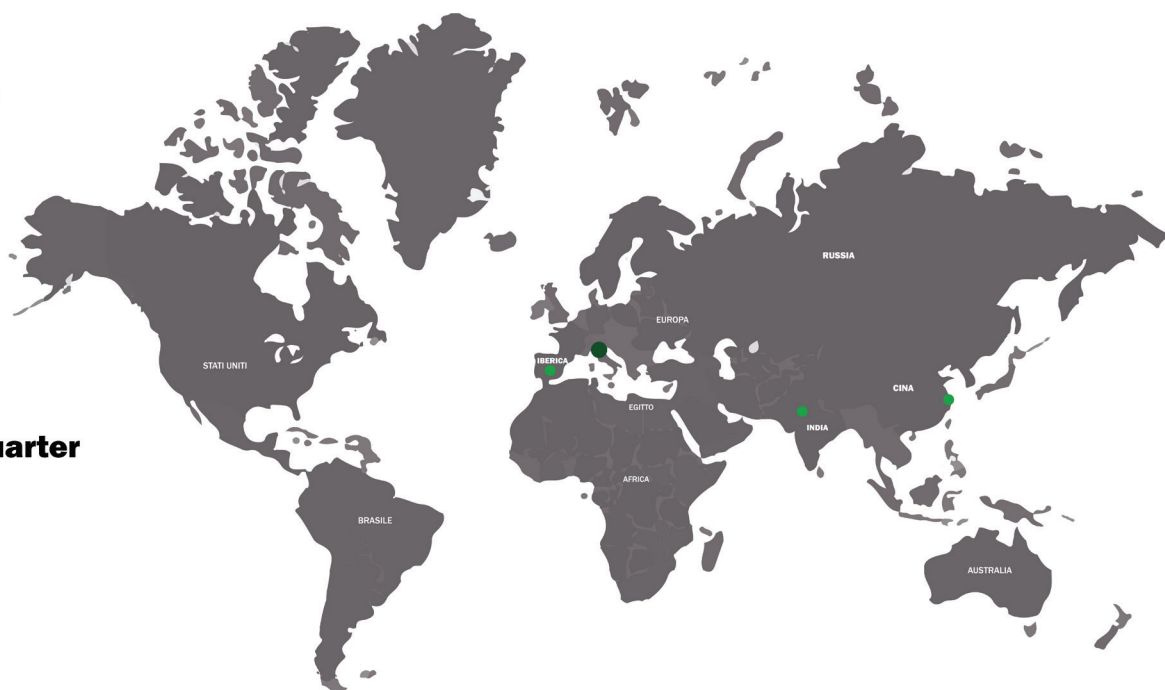 RUSSIA
EUROPA
IBERICA
STATI UNITI
CINA
EGITTO
INDIA
uarter
AFRICA
BRASILE
AUSTRALIA